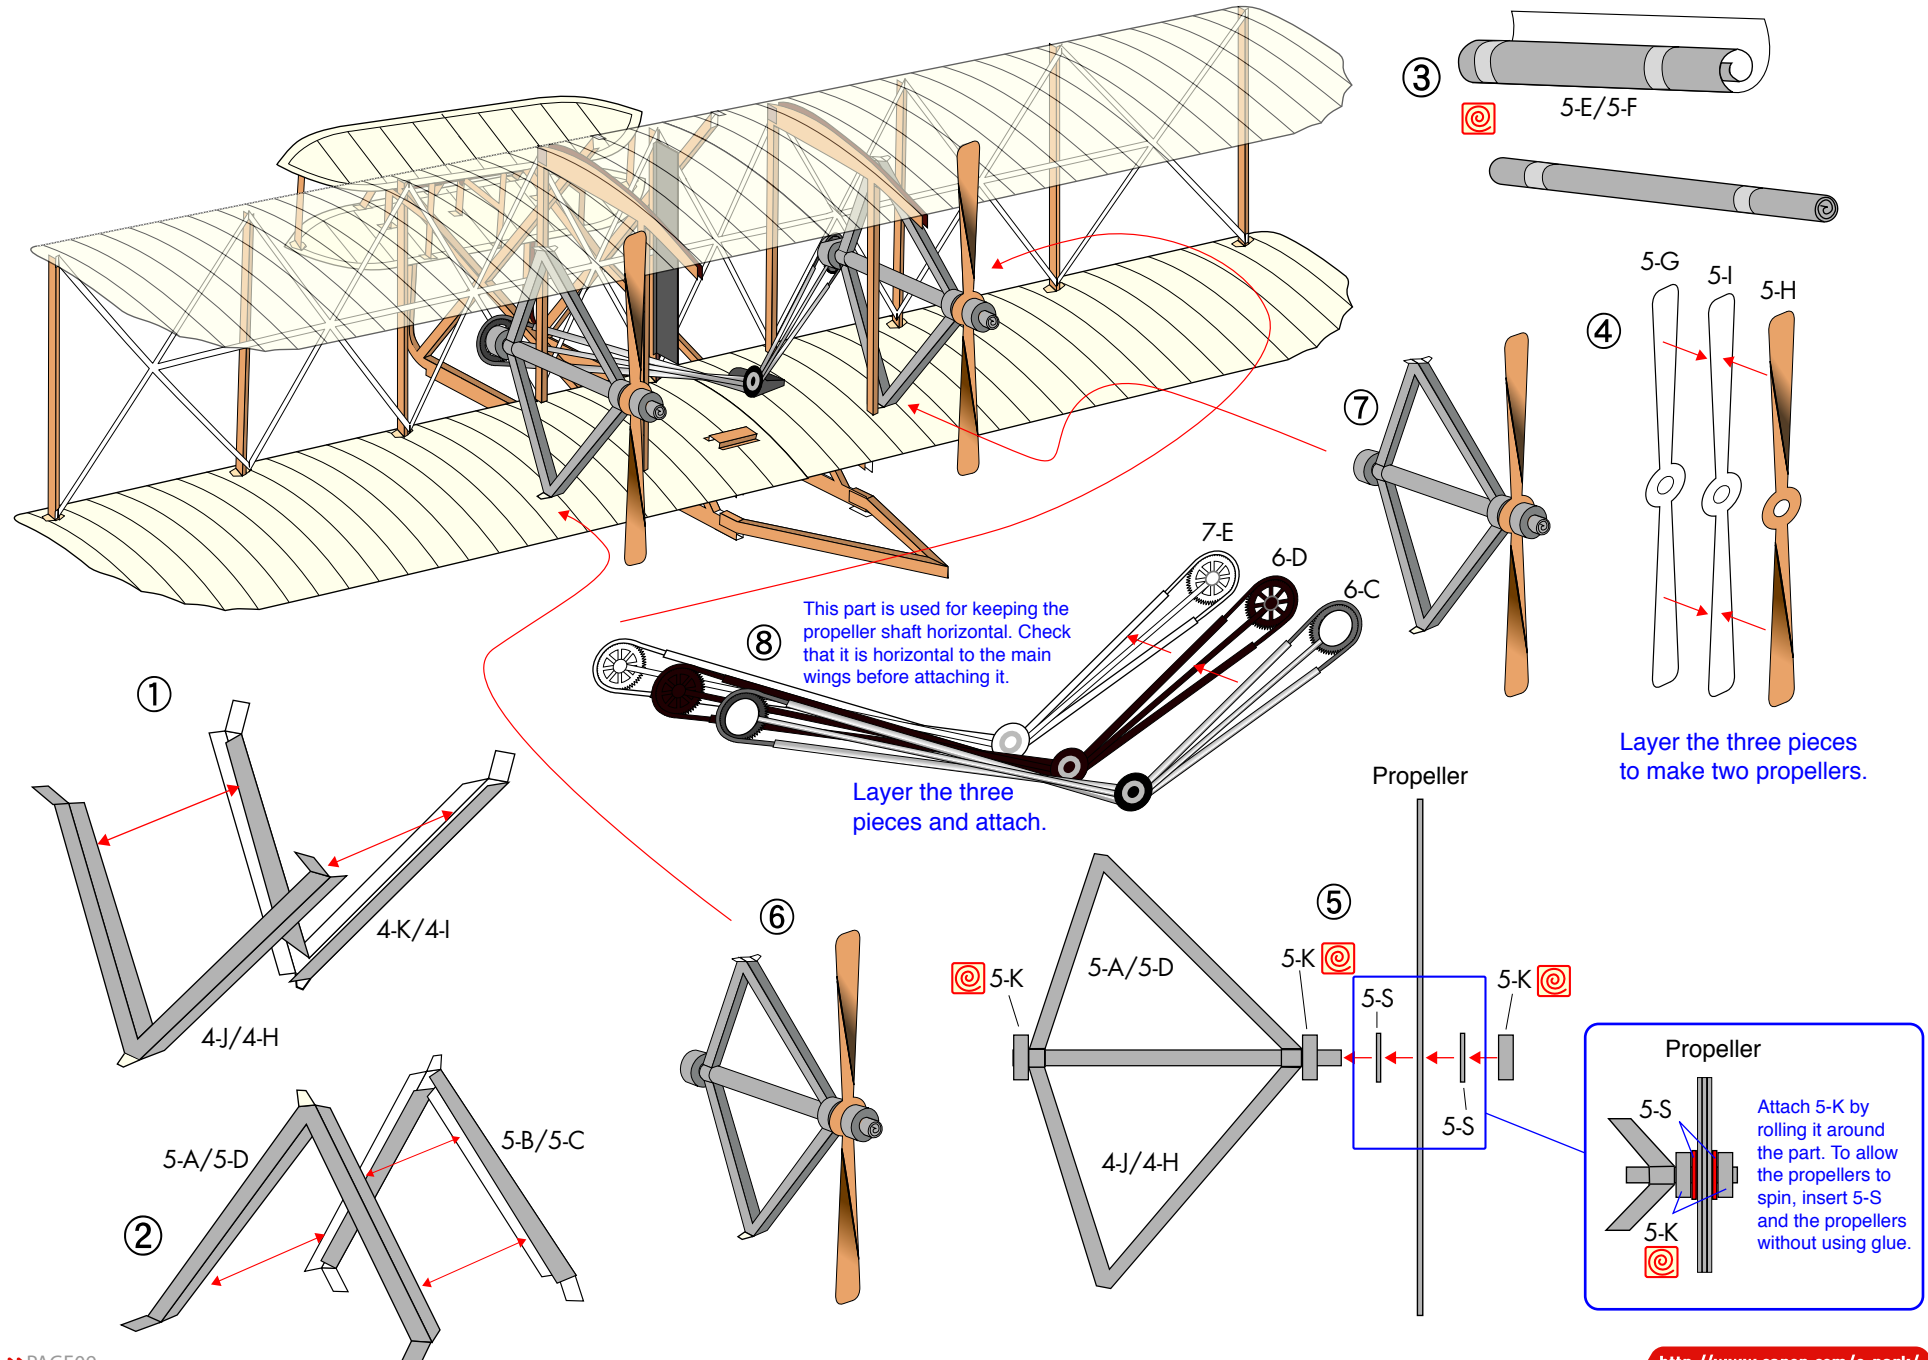 ③
5-E/5-F
④
5-G
5-I
5-H
Layer the three pieces
to make two propellers.
⑦
⑧
This part is used for keeping the
propeller shaft horizontal. Check
that it is horizontal to the main
wings before attaching it.
7-E
6-D
6-C
Layer the three
pieces and attach.
①
4-K/4-I
4-J/4-H
②
5-A/5-D
5-B/5-C
⑥
⑤
Propeller
5-K
5-A/5-D
5-K
5-S
5-K
5-S
4-J/4-H
Propeller
5-S
5-K
Attach 5-K by
rolling it around
the part. To allow
the propellers to
spin, insert 5-S
and the propellers
without using glue.